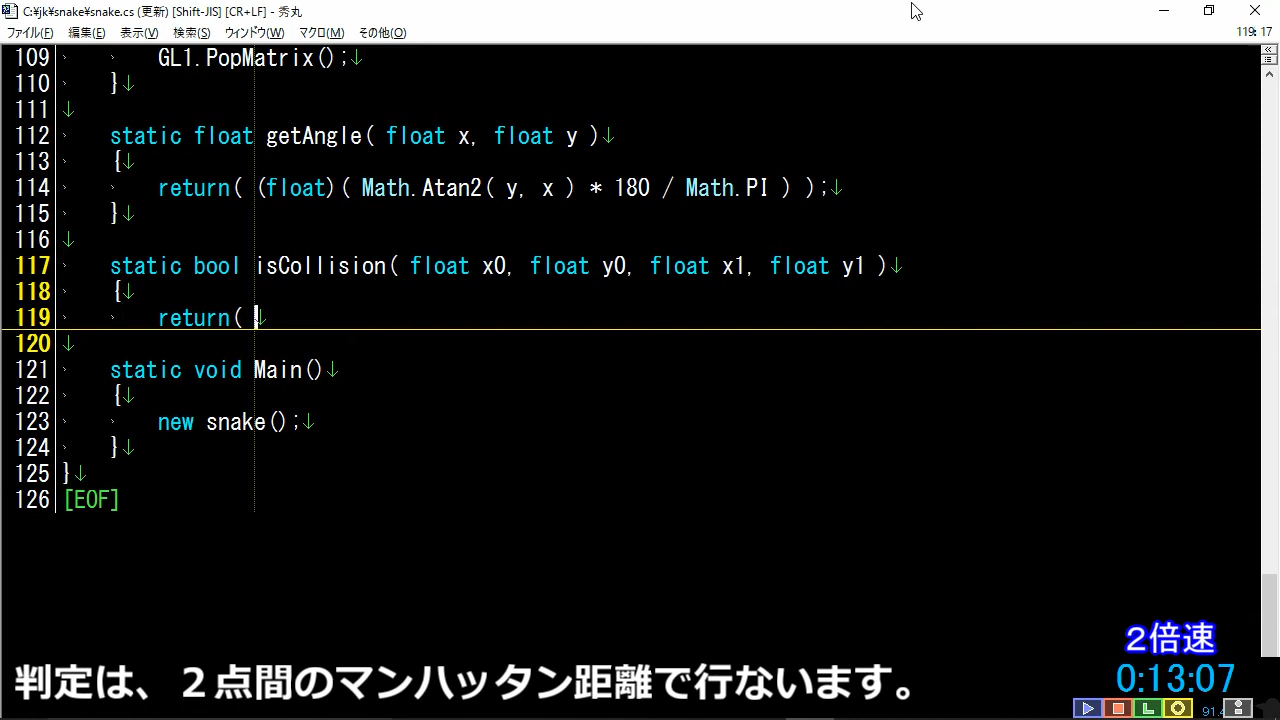 C:¥jk¥snake¥snake.cs (更新) [Shift-JIS] [CR+LF] - 秀丸
ファイル(F) 編集(E) 表示(V) 検索(S) ウィンドウ(W) マクロ(M) その他(O)
119: 17
109 GL1.PopMatrix();↓
110 }↓
111 ↓
112 static float getAngle( float x, float y )↓
113 {↓
114 return( (float)( Math.Atan2( y, x ) * 180 / Math.PI ) );↓
115 }↓
116 ↓
117 static bool isCollision( float x0, float y0, float x1, float y1 )↓
118 {↓
119 return( ↓
120 ↓
121 static void Main()↓
122 {↓
123 new snake();↓
124 }↓
125 }↓
126 [EOF]
２倍速
判定は、２点間のマンハッタン距離で行ないます。
0:13:07